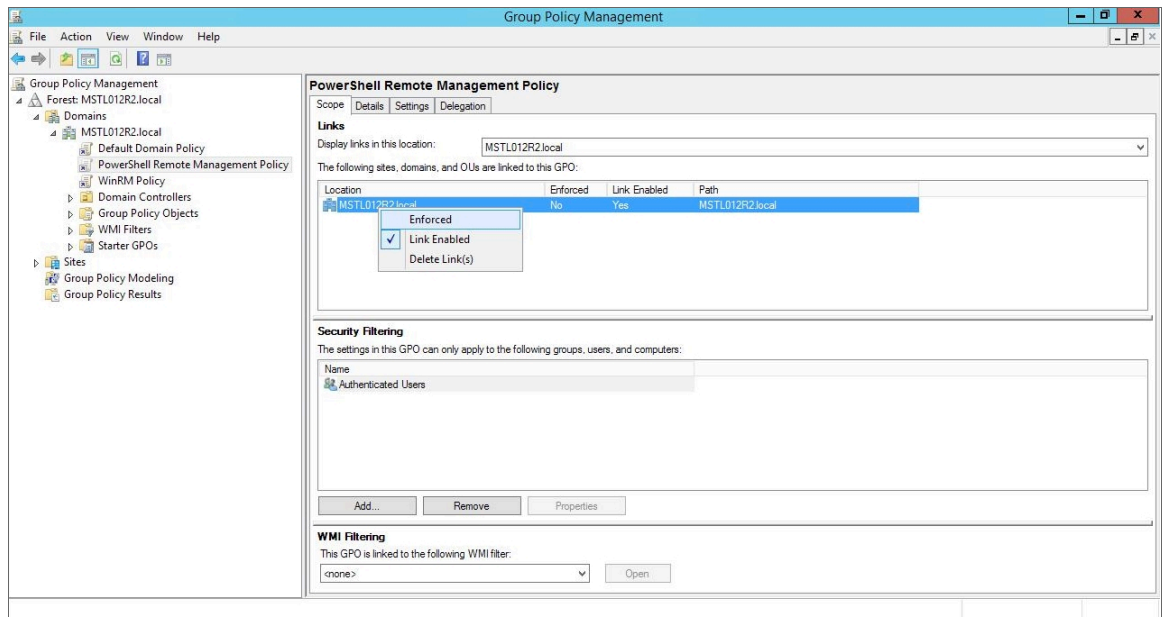 Group Policy Management
File Action View Window Help
Group Policy Management
Forest: MSTL012R2.local
Domains
MSTL012R2.local
Default Domain Policy
PowerShell Remote Management Policy
WinRM Policy
Domain Controllers
Group Policy Objects
WMI Filters
Starter GPOs
Sites
Group Policy Modeling
Group Policy Results
PowerShell Remote Management Policy
Scope Details Settings Delegation
Links
Display links in this location: MSTL012R2.local
The following sites, domains, and OUs are linked to this GPO:
Location Enforced Link Enabled Path
MSTL012R2.local No Yes MSTL012R2.local
Enforced
Link Enabled
Delete Link(s)
Security Filtering
The settings in this GPO can only apply to the following groups, users, and computers:
Name
Authenticated Users
Add... Remove Properties
WMI Filtering
This GPO is linked to the following WMI filter:
<none> Open